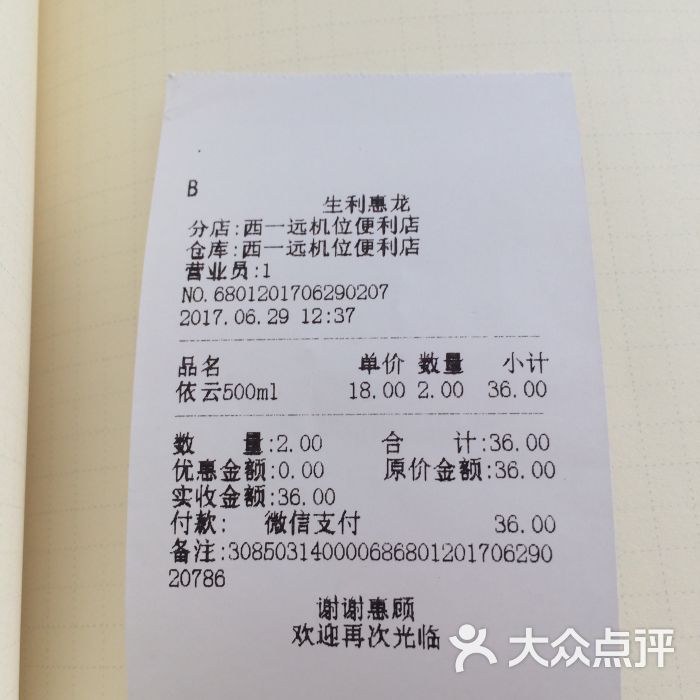 B
生利惠龙
分店:西一远机位便利店
仓库:西一远机位便利店
营业员:1
NO.6801201706290207
2017.06.29 12:37
品名 单价 数量 小计
依云500ml 18.00 2.00 36.00
数 量:2.00 合 计:36.00
优惠金额:0.00 原价金额:36.00
实收金额:36.00
付款: 微信支付 36.00
备注:3085031400006868012017062​90
20786
谢谢惠顾
欢迎再次光临
大众点评